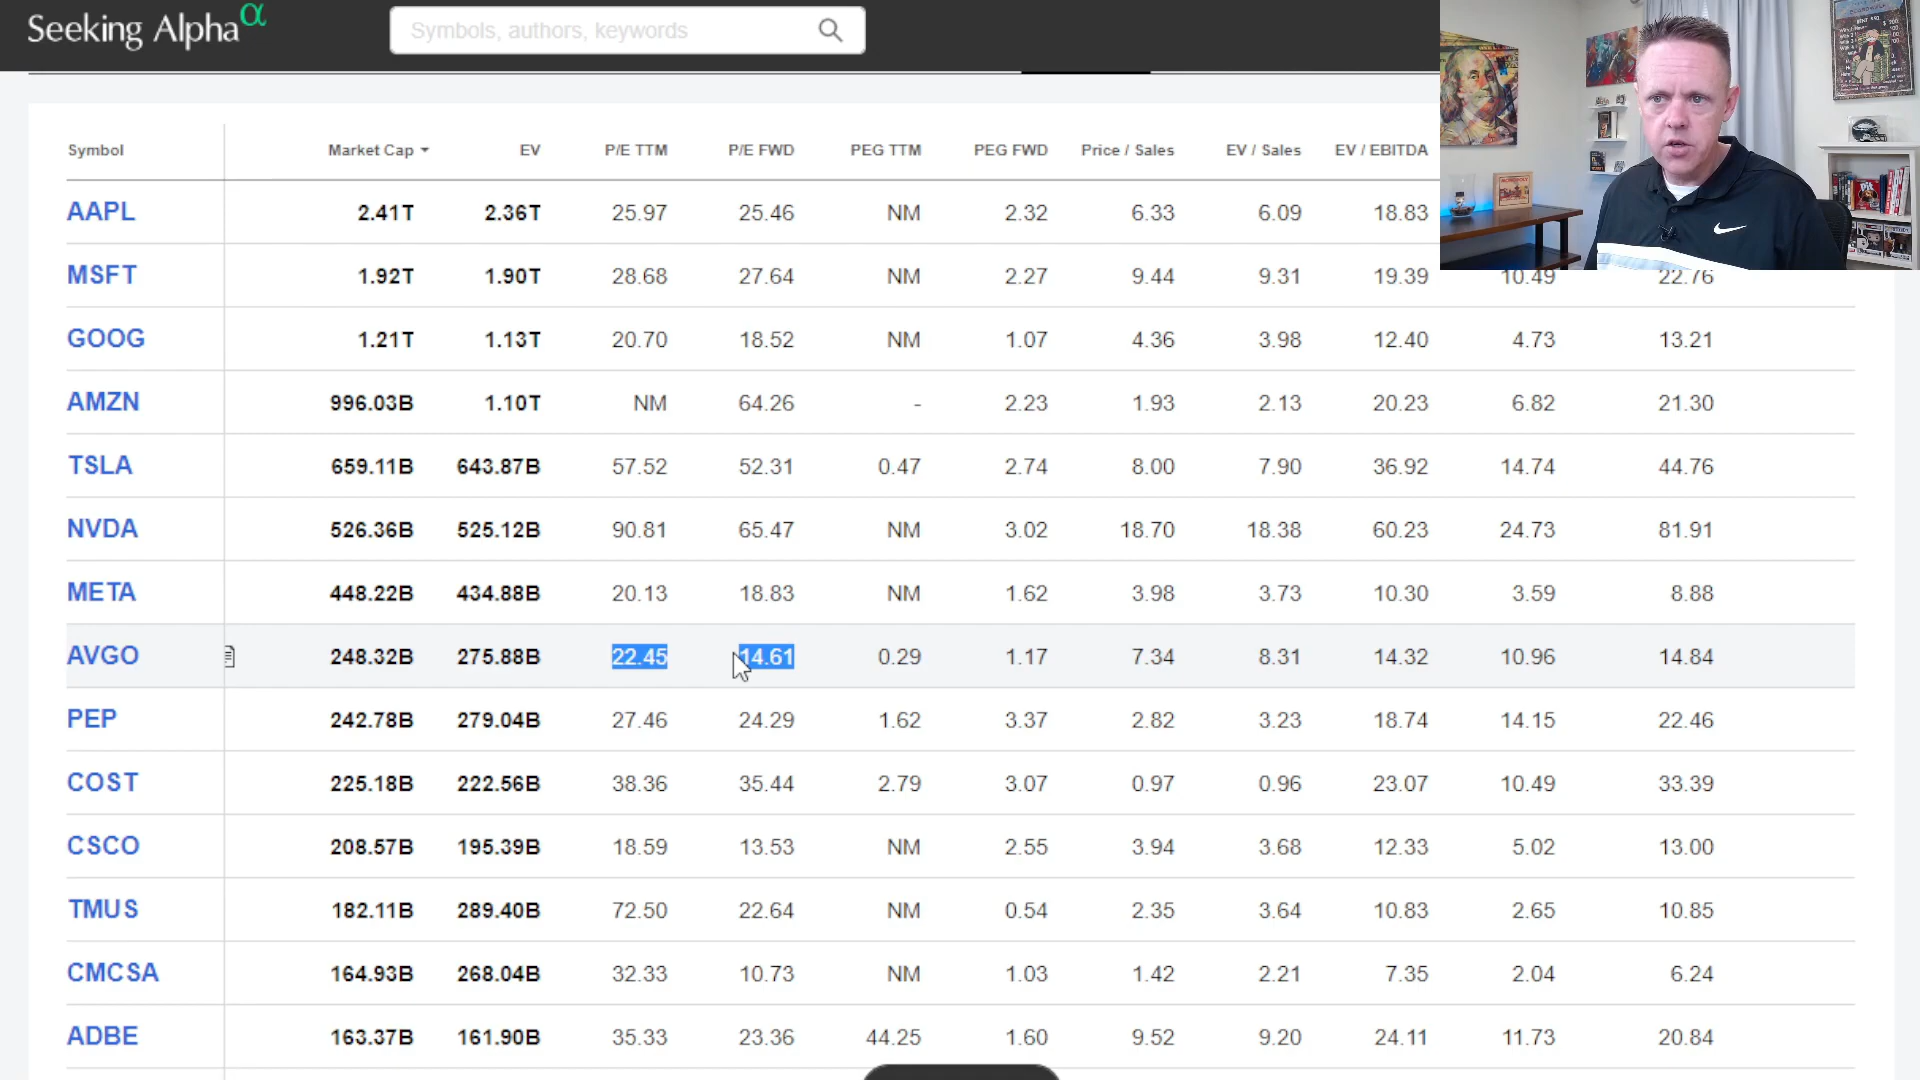 Seeking Alpha α
Symbols, authors, keywords
Symbol Market Cap EV P/E TTM P/E FWD PEG TTM PEG FWD Price / Sales EV / Sales EV / EBITDA
AAPL 2.41T 2.36T 25.97 25.46 NM 2.32 6.33 6.09 18.83
MSFT 1.92T 1.90T 28.68 27.64 NM 2.27 9.44 9.31 19.39 10.49 22.76
GOOG 1.21T 1.13T 20.70 18.52 NM 1.07 4.36 3.98 12.40 4.73 13.21
AMZN 996.03B 1.10T NM 64.26 - 2.23 1.93 2.13 20.23 6.82 21.30
TSLA 659.11B 643.87B 57.52 52.31 0.47 2.74 8.00 7.90 36.92 14.74 44.76
NVDA 526.36B 525.12B 90.81 65.47 NM 3.02 18.70 18.38 60.23 24.73 81.91
META 448.22B 434.88B 20.13 18.83 NM 1.62 3.98 3.73 10.30 3.59 8.88
AVGO 248.32B 275.88B 22.45 14.61 0.29 1.17 7.34 8.31 14.32 10.96 14.84
PEP 242.78B 279.04B 27.46 24.29 1.62 3.37 2.82 3.23 18.74 14.15 22.46
COST 225.18B 222.56B 38.36 35.44 2.79 3.07 0.97 0.96 23.07 10.49 33.39
CSCO 208.57B 195.39B 18.59 13.53 NM 2.55 3.94 3.68 12.33 5.02 13.00
TMUS 182.11B 289.40B 72.50 22.64 NM 0.54 2.35 3.64 10.83 2.65 10.85
CMCSA 164.93B 268.04B 32.33 10.73 NM 1.03 1.42 2.21 7.35 2.04 6.24
ADBE 163.37B 161.90B 35.33 23.36 44.25 1.60 9.52 9.20 24.11 11.73 20.84